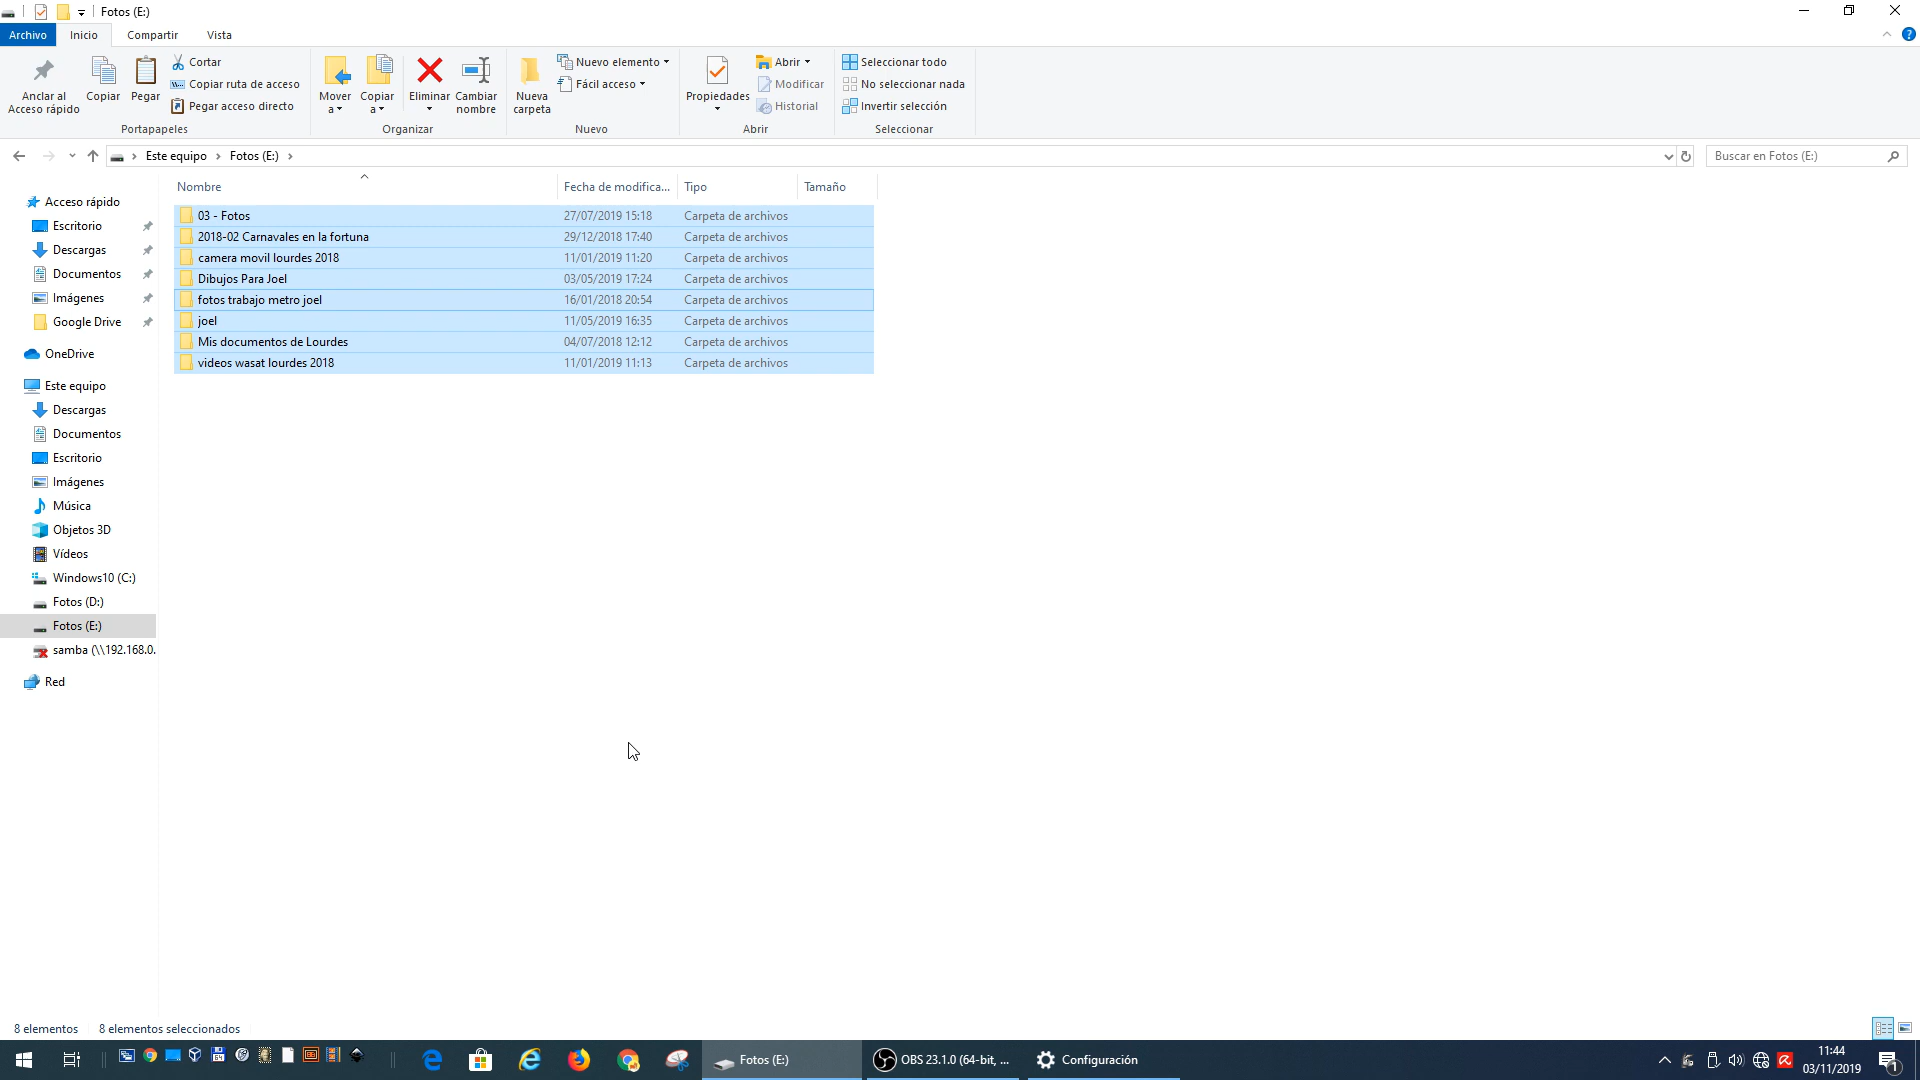 Fotos (E:)
Archivo Inicio Compartir Vista
Anclar al
Acceso rápido
Copiar
Pegar
Cortar
Copiar ruta de acceso
Pegar acceso directo
Portapapeles
Mover
a
Copiar
a
Eliminar
Cambiar
nombre
Organizar
Nueva
carpeta
Nuevo elemento
Fácil acceso
Nuevo
Propiedades
Abrir
Modificar
Historial
Abrir
Seleccionar todo
No seleccionar nada
Invertir selección
Seleccionar
Este equipo > Fotos (E:) >
Buscar en Fotos (E:)
Acceso rápido
Escritorio
Descargas
Documentos
Imágenes
Google Drive
OneDrive
Este equipo
Descargas
Documentos
Escritorio
Imágenes
Música
Objetos 3D
Vídeos
Windows10 (C:)
Fotos (D:)
Fotos (E:)
samba (\\192.168.0.
Red
Nombre Fecha de modifica... Tipo Tamaño
03 - Fotos 27/07/2019 15:18 Carpeta de archivos
2018-02 Carnavales en la fortuna 29/12/2018 17:40 Carpeta de archivos
camera movil lourdes 2018 11/01/2019 11:20 Carpeta de archivos
Dibujos Para Joel 03/05/2019 17:24 Carpeta de archivos
fotos trabajo metro joel 16/01/2018 20:54 Carpeta de archivos
joel 11/05/2019 16:35 Carpeta de archivos
Mis documentos de Lourdes 04/07/2018 12:12 Carpeta de archivos
videos wasat lourdes 2018 11/01/2019 11:13 Carpeta de archivos
8 elementos 8 elementos seleccionados
Fotos (E:)
OBS 23.1.0 (64-bit, ...
Configuración
11:44
03/11/2019
1